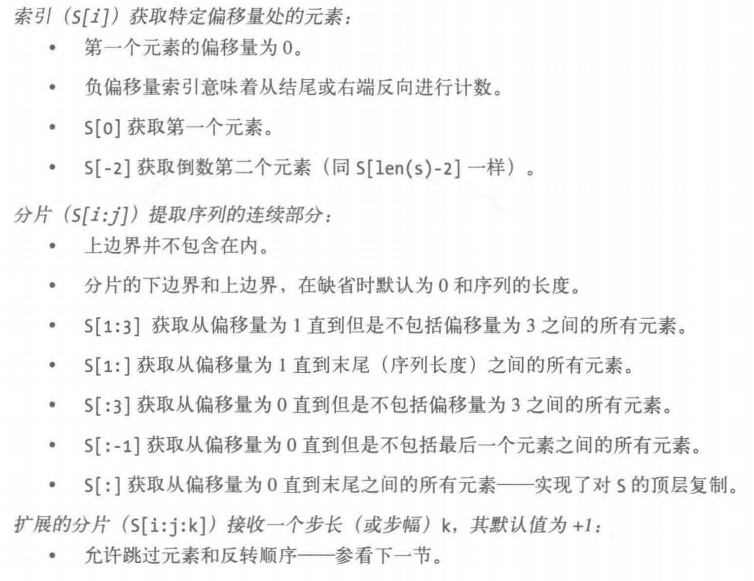 索引（S[i]）获取特定偏移量处的元素：
• 第一个元素的偏移量为 0。
• 负偏移量索引意味着从结尾或右端反向进行计数。
• S[0] 获取第一个元素。
• S[-2] 获取倒数第二个元素（同 S[len(s)-2] 一样）。
分片（S[i:j]）提取序列的连续部分：
• 上边界并不包含在内。
• 分片的下边界和上边界，在缺省时默认为 0 和序列的长度。
• S[1:3] 获取从偏移量为 1 直到但是不包括偏移量为 3 之间的所有元素。
• S[1:] 获取从偏移量为 1 直到末尾（序列长度）之间的所有元素。
• S[:3] 获取从偏移量为 0 直到但是不包括偏移量为 3 之间的所有元素。
• S[:-1] 获取从偏移量为 0 直到但是不包括最后一个元素之间的所有元素。
• S[:] 获取从偏移量为 0 直到末尾之间的所有元素——实现了对 S 的顶层复制。
扩展的分片（S[i:j:k]）接收一个步长（或步幅）k，其默认值为 +1：
• 允许跳过元素和反转顺序——参看下一节。